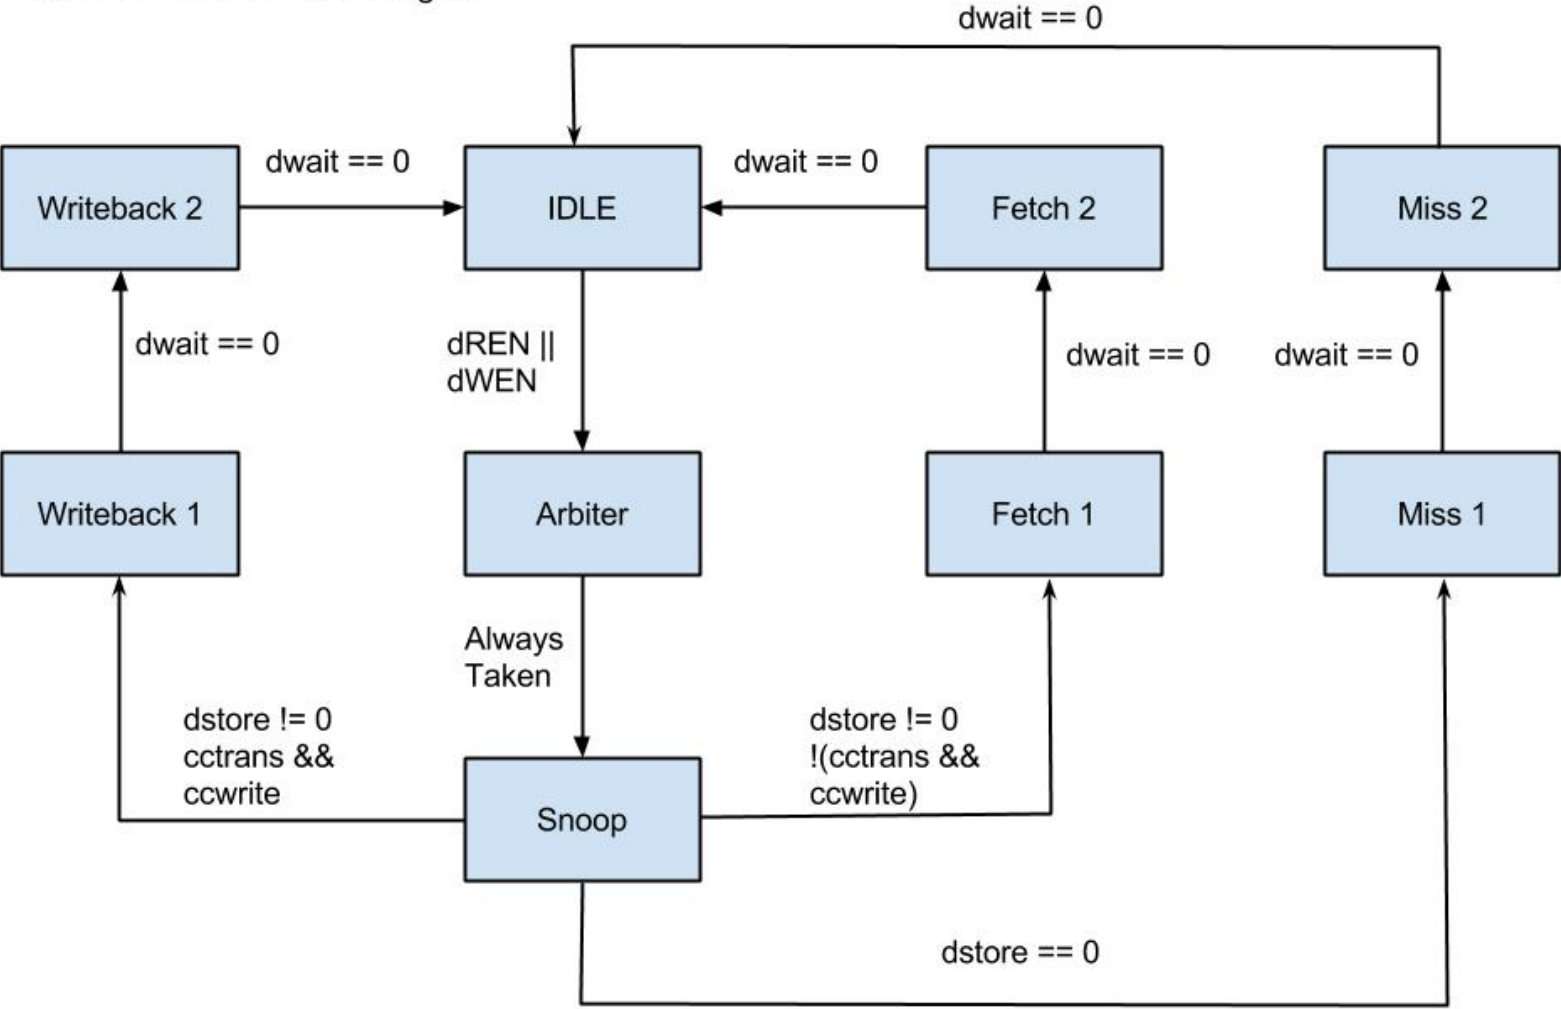 dwait == 0
Writeback 2
dwait == 0
IDLE
dwait == 0
Fetch 2
Miss 2
dwait == 0
dREN ||
dWEN
dwait == 0
dwait == 0
Writeback 1
Arbiter
Fetch 1
Miss 1
Always
Taken
dstore != 0
cctrans &&
ccwrite
dstore != 0
!(cctrans &&
ccwrite)
Snoop
dstore == 0